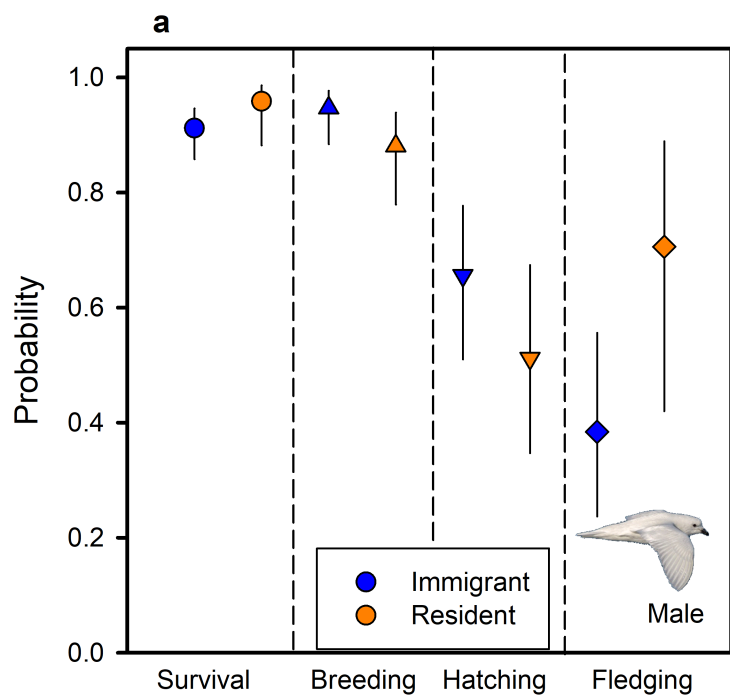 a
Probability
1.0
0.8
0.6
0.4
0.2
0.0
Immigrant
Resident
Male
Survival Breeding Hatching Fledging